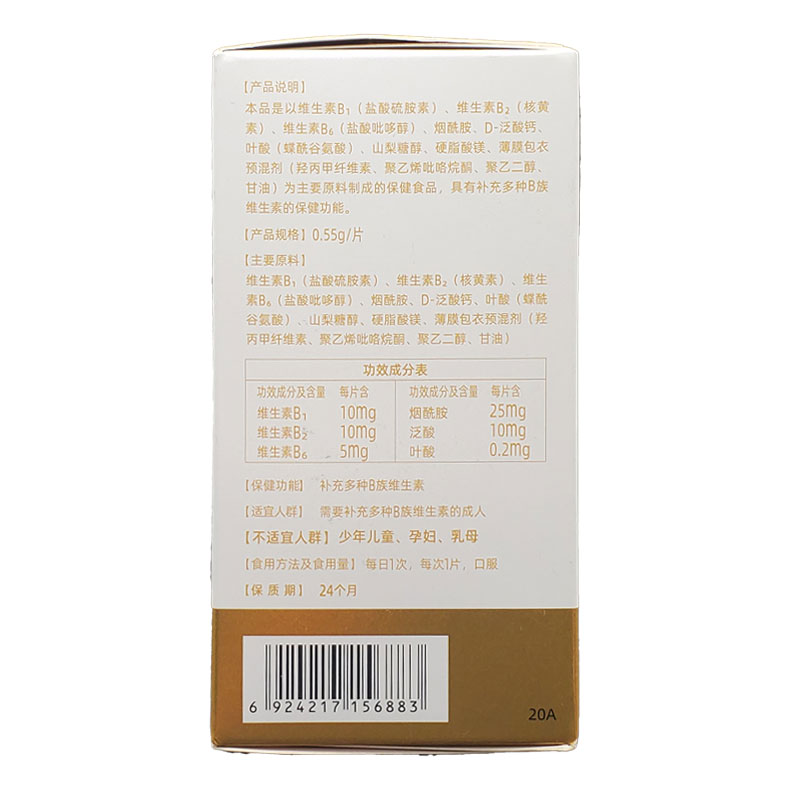 【产品说明】
本品是以维生素B₁（盐酸硫胺素）、维生素B₂（核黄
素）、维生素B₆（盐酸吡哆醇）、烟酰胺、D-泛酸钙、
叶酸（蝶酰谷氨酸）、山梨糖醇、硬脂酸镁、薄膜包衣
预混剂（羟丙甲纤维素、聚乙烯吡咯烷酮、聚乙二醇、
甘油）为主要原料制成的保健食品，具有补充多种B族
维生素的保健功能。
【产品规格】0.55g/片
【主要原料】
维生素B₁（盐酸硫胺素）、维生素B₂（核黄素）、维生
素B₆（盐酸吡哆醇）、烟酰胺、D-泛酸钙、叶酸（蝶酰
谷氨酸）、山梨糖醇、硬脂酸镁、薄膜包衣预混剂（羟
丙甲纤维素、聚乙烯吡咯烷酮、聚乙二醇、甘油）
功效成分表
功效成分及含量 每片含 功效成分及含量 每片含
维生素B₁ 10mg 烟酰胺 25mg
维生素B₂ 10mg 泛酸 10mg
维生素B₆ 5mg 叶酸 0.2mg
【保健功能】 补充多种B族维生素
【适宜人群】 需要补充多种B族维生素的成人
【不适宜人群】 少年儿童、孕妇、乳母
【食用方法及食用量】 每日1次，每次1片，口服
【保 质 期】 24个月
6 924217 156883
20A